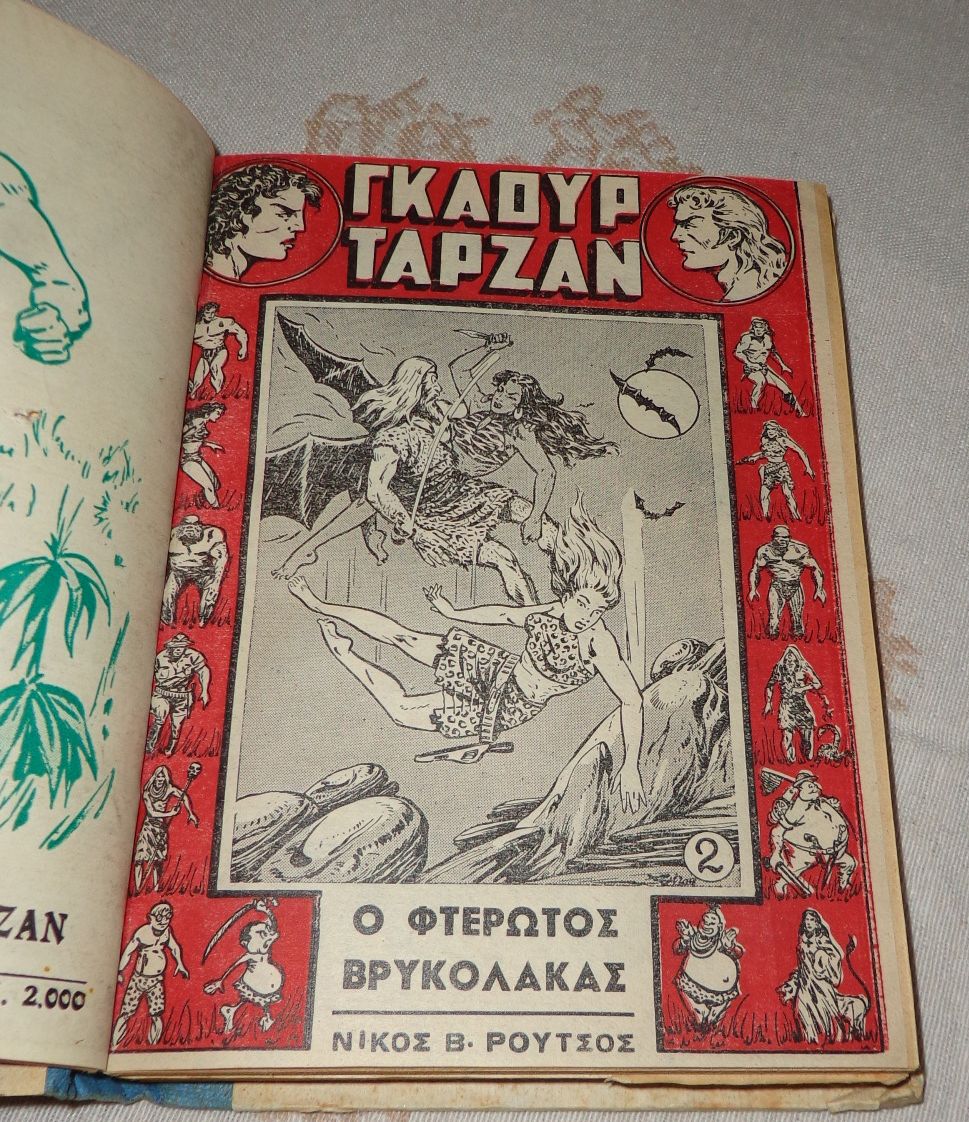 ΓΚΑΟΥΡ
ΤΑΡΖΑΝ
2
Ο ΦΤΕΡΩΤΟΣ
ΒΡΥΚΟΛΑΚΑΣ
ΝΙΚΟΣ Β. ΡΟΥΤΣΟΣ
ΖΑΝ
. 2.000